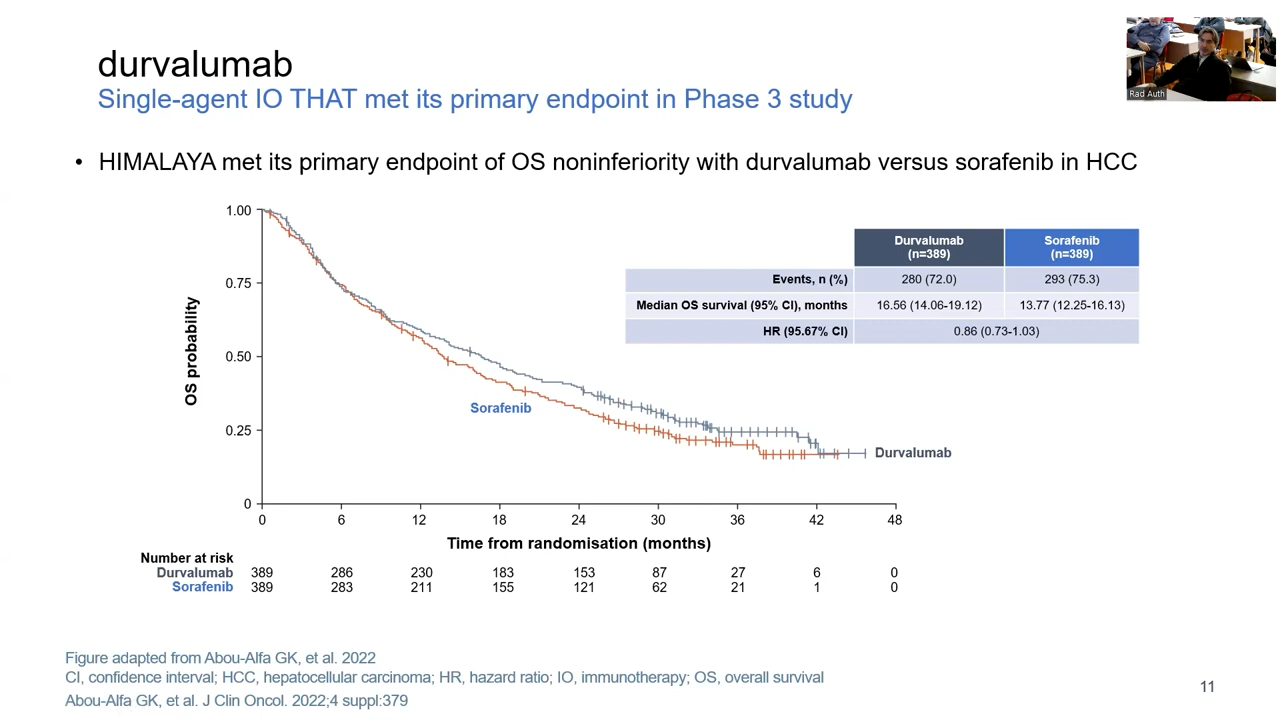 durvalumab
Single-agent IO THAT met its primary endpoint in Phase 3 study
Rad Auth
• HIMALAYA met its primary endpoint of OS noninferiority with durvalumab versus sorafenib in HCC
Durvalumab (n=389) Sorafenib (n=389)
Events, n (%) 280 (72.0) 293 (75.3)
Median OS survival (95% CI), months 16.56 (14.06-19.12) 13.77 (12.25-16.13)
HR (95.67% CI) 0.86 (0.73-1.03)
OS probability
1.00
0.75
0.50
0.25
0
Sorafenib
Durvalumab
0 6 12 18 24 30 36 42 48
Time from randomisation (months)
Number at risk
Durvalumab 389 286 230 183 153 87 27 6 0
Sorafenib 389 283 211 155 121 62 21 1 0
Figure adapted from Abou-Alfa GK, et al. 2022
CI, confidence interval; HCC, hepatocellular carcinoma; HR, hazard ratio; IO, immunotherapy; OS, overall survival
Abou-Alfa GK, et al. J Clin Oncol. 2022;4 suppl:379
11